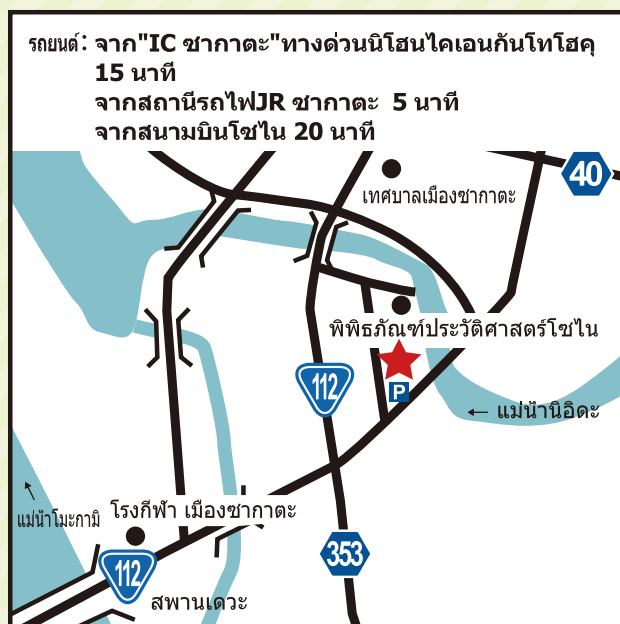 รถยนต์: จาก"IC ซากาตะ"ทางด่วนนิโฮนไคเอนกันโทโฮคุ
15 นาที
จากสถานีรถไฟJR ซากาตะ 5 นาที
จากสนามบินโซไน 20 นาที
40
เทศบาลเมืองซากาตะ
พิพิธภัณฑ์ประวัติศาสตร์โซไน
112
P
← แม่น้ำนิอิดะ
แม่น้ำโมะกามิ
โรงกีฬา เมืองซากาตะ
353
112
สพานเดวะ